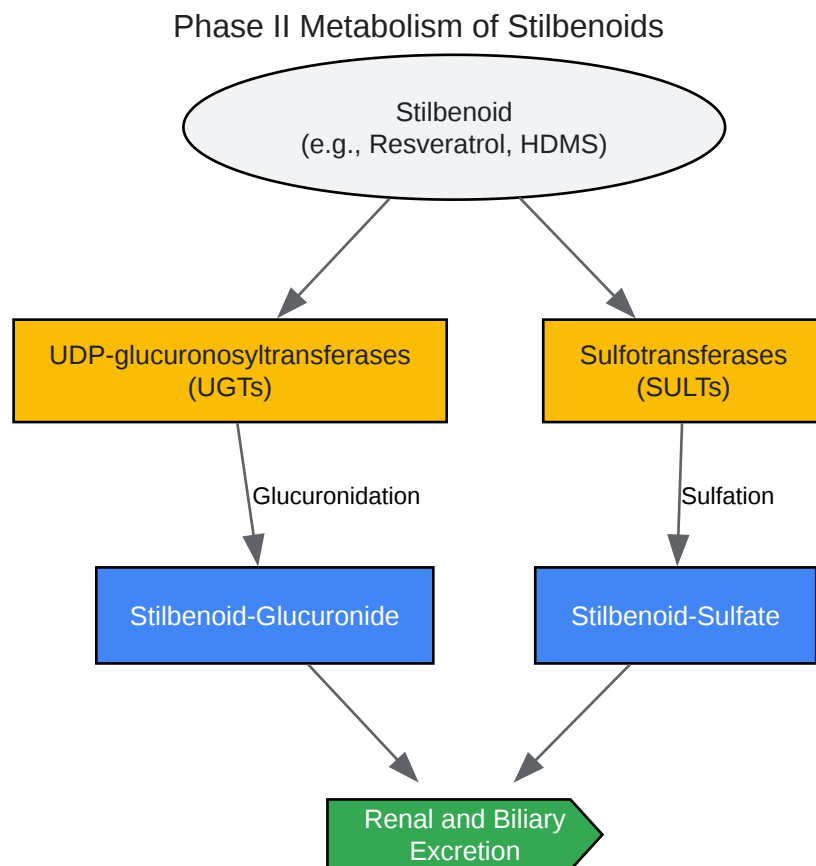 Phase II Metabolism of Stilbenoids
Stilbenoid
(e.g., Resveratrol, HDMS)
UDP-glucuronosyltransferases
(UGTs)
Sulfotransferases
(SULTs)
Glucuronidation
Sulfation
Stilbenoid-Glucuronide
Stilbenoid-Sulfate
Renal and Biliary
Excretion